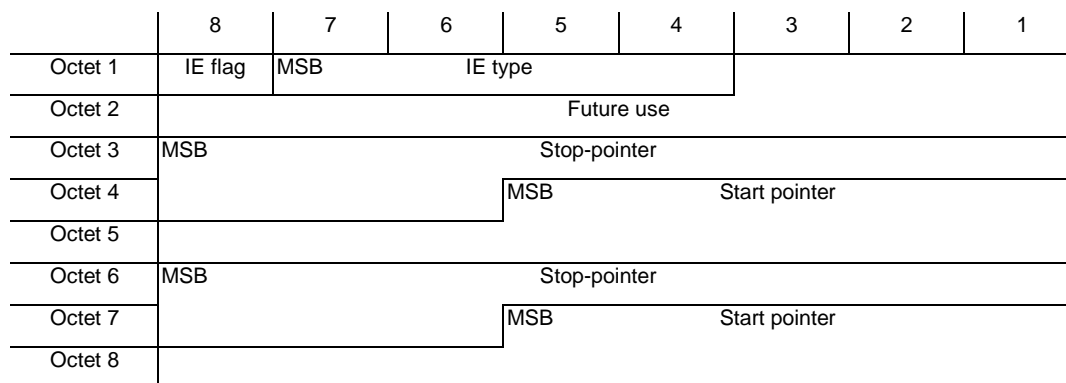 8 7 6 5 4 3 2 1
Octet 1 IE flag MSB IE type
Octet 2 Future use
Octet 3 MSB Stop-pointer
Octet 4 MSB Start pointer
Octet 5
Octet 6 MSB Stop-pointer
Octet 7 MSB Start pointer
Octet 8